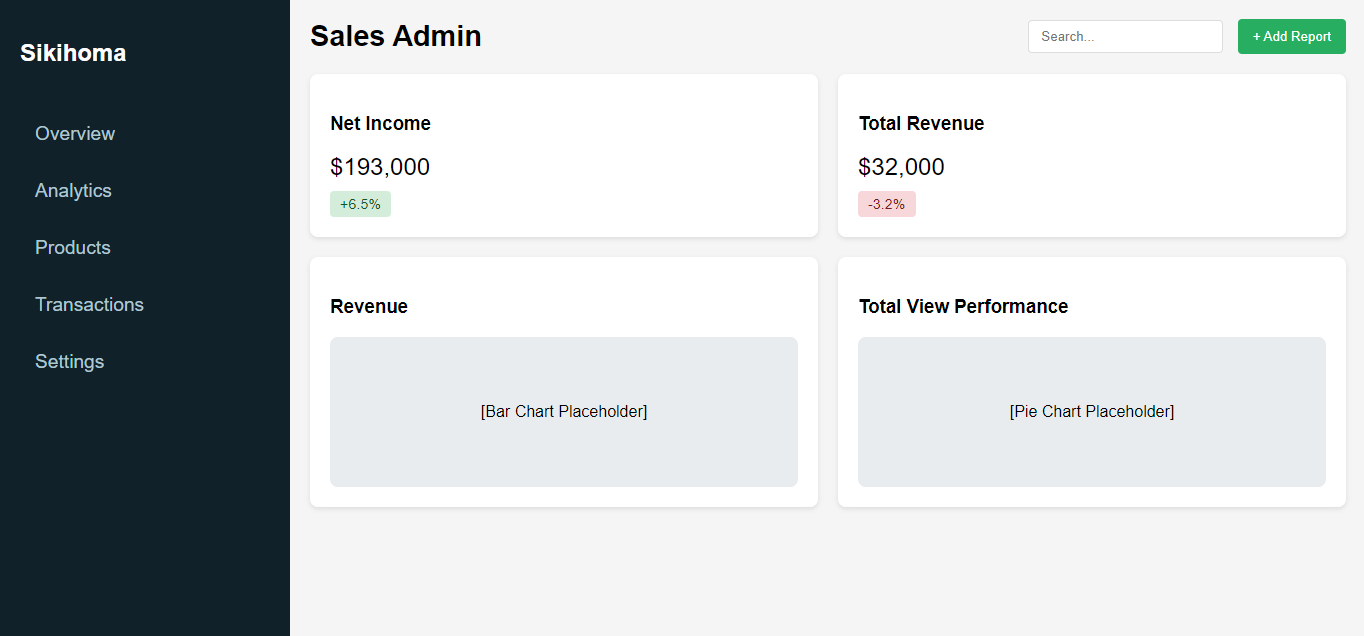 Sikihoma
Overview
Analytics
Products
Transactions
Settings
Sales Admin
Search...
+ Add Report
Net Income
$193,000
+6.5%
Total Revenue
$32,000
-3.2%
Revenue
[Bar Chart Placeholder]
Total View Performance
[Pie Chart Placeholder]